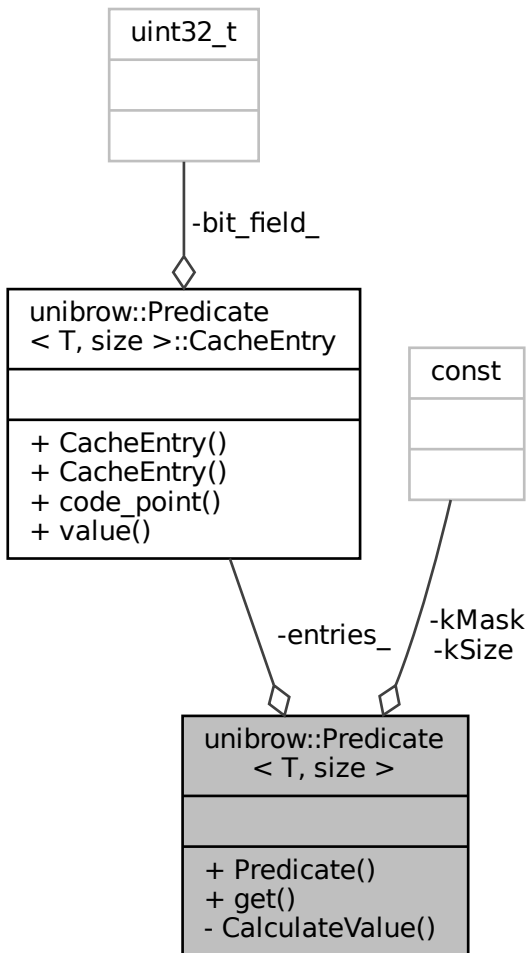 uint32_t
-bit_field_
unibrow::Predicate
< T, size >::CacheEntry
+ CacheEntry()
+ CacheEntry()
+ code_point()
+ value()
const
-entries_
-kMask
-kSize
unibrow::Predicate
< T, size >
+ Predicate()
+ get()
- CalculateValue()